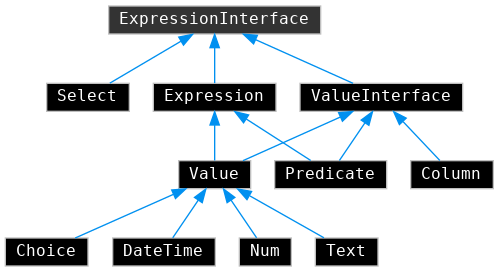 ExpressionInterface
Select
Expression
ValueInterface
Value
Predicate
Column
Choice
DateTime
Num
Text